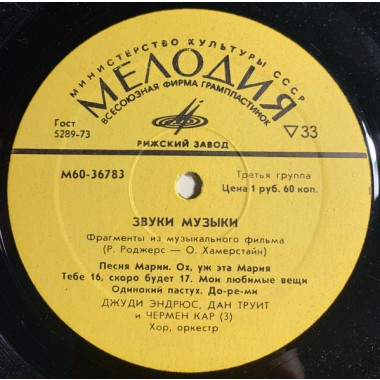 МИНИСТЕРСТВО КУЛЬТУРЫ СССР
МЕЛОДИЯ
ВСЕСОЮЗНАЯ ФИРМА ГРАМПЛАСТИНОК
Гост
5289-73
▽33
РИЖСКИЙ ЗАВОД
М60-36783
Третья группа
Цена 1 руб. 60 коп.
ЗВУКИ МУЗЫКИ
Фрагменты из музыкального фильма
(Р. Роджерс — О. Хамерстайн)
Песня Марии. Ох, уж эта Мария
Тебе 16, скоро будет 17. Мои любимые вещи
Одинокий пастух. До-ре-ми
ДЖУДИ ЭНДРЮС, ДАН ТРУИТ
и ЧЕРМЕН КАР (3)
Хор, оркестр